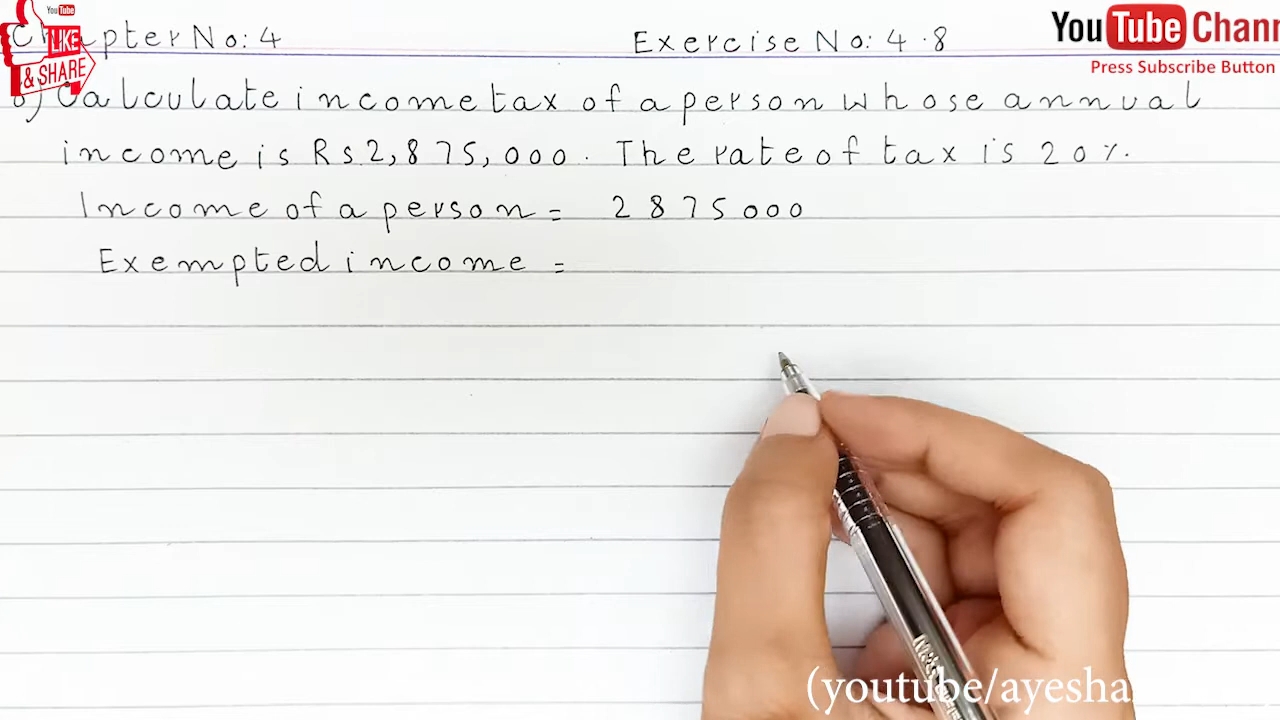 YouTube
LIKE
& SHARE
Chapter No: 4
Exercise No: 4.8
YouTube Chann
Press Subscribe Button
Calculate income tax of a person whose annual
income is Rs 2,875,000. The rate of tax is 20%.
Income of a person = 2875000
Exempted income =
(youtube/ayesha